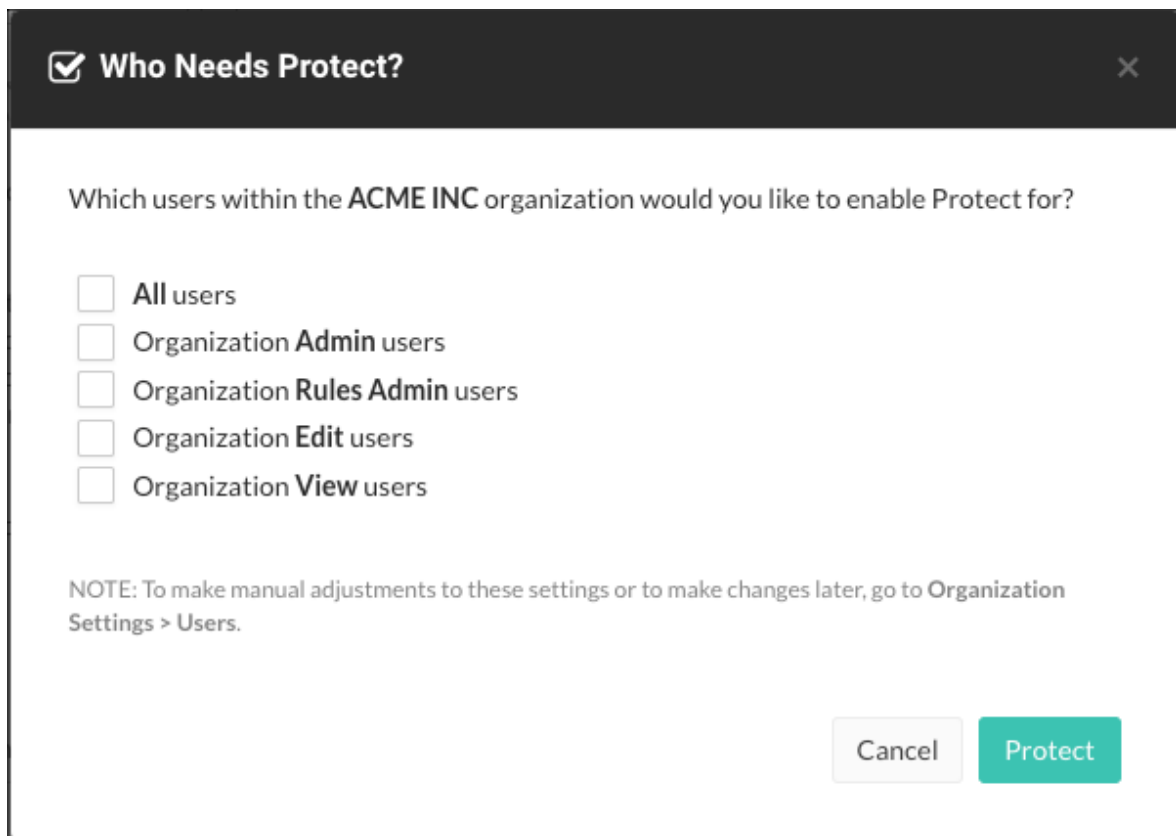 Who Needs Protect?
Which users within the ACME INC organization would you like to enable Protect for?
All users
Organization Admin users
Organization Rules Admin users
Organization Edit users
Organization View users
NOTE: To make manual adjustments to these settings or to make changes later, go to Organization
Settings > Users.
Cancel
Protect